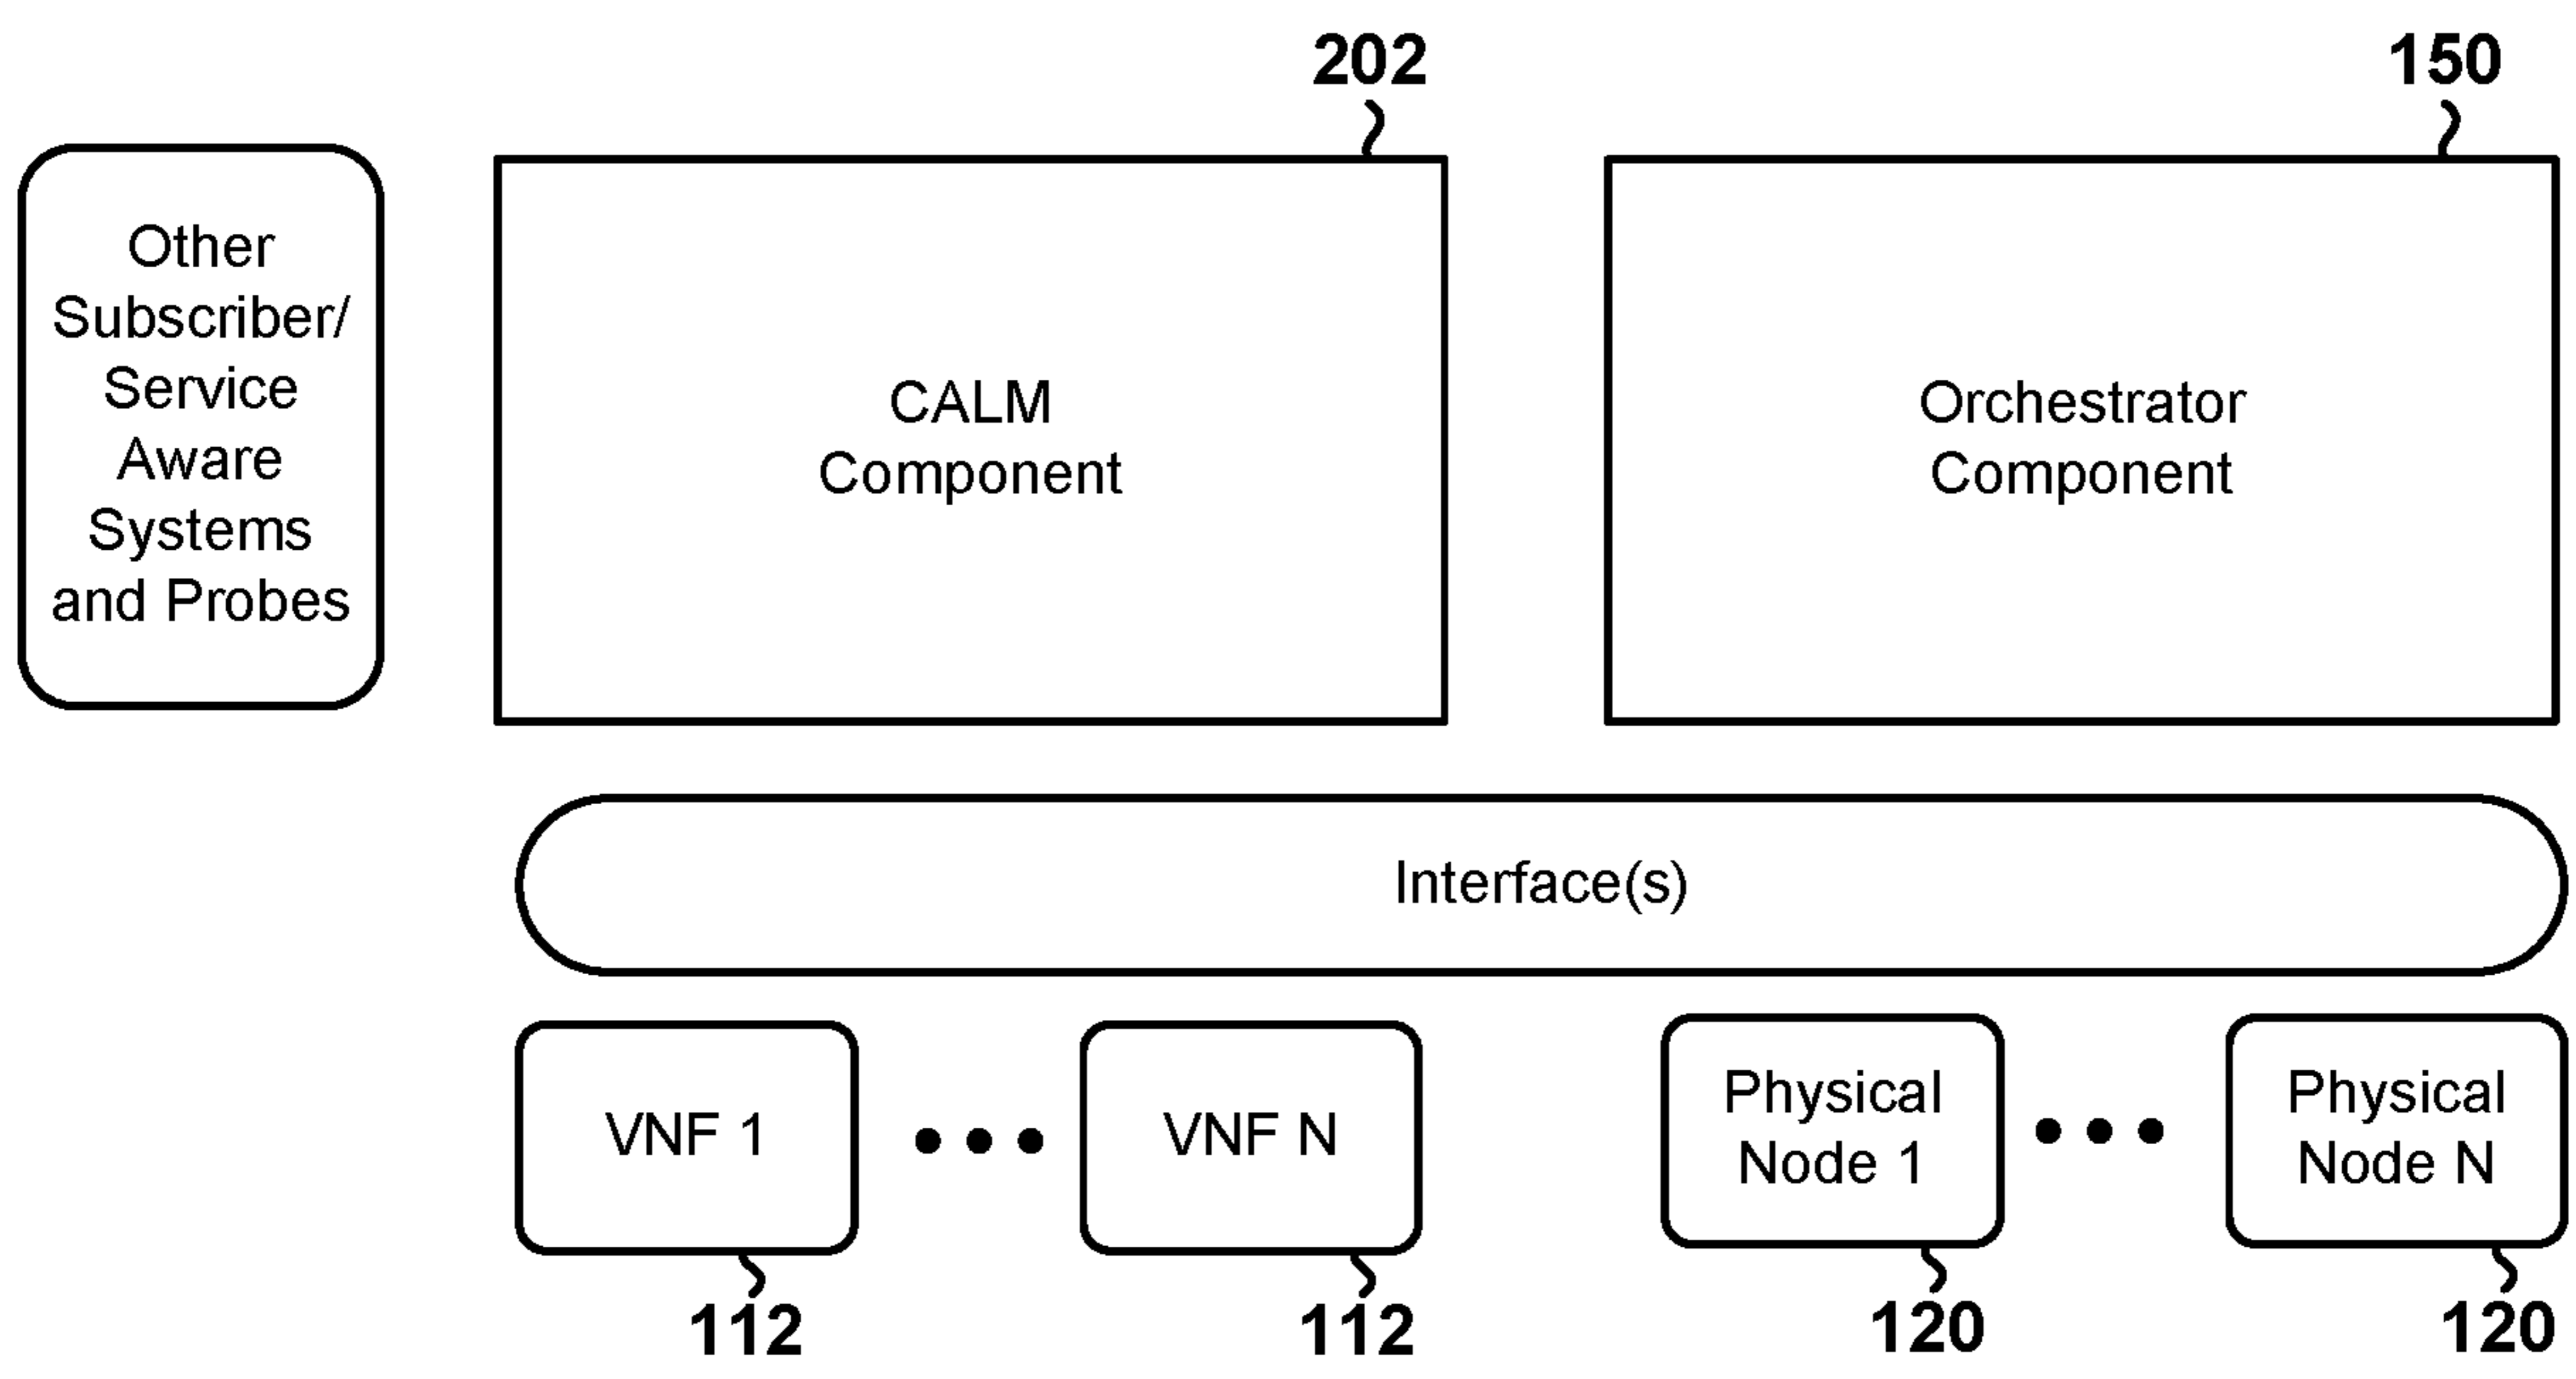 202
150
Other
Subscriber/
Service
Aware
Systems
and Probes
CALM
Component
Orchestrator
Component
Interface(s)
VNF 1
VNF N
Physical
Node 1
Physical
Node N
112
112
120
120